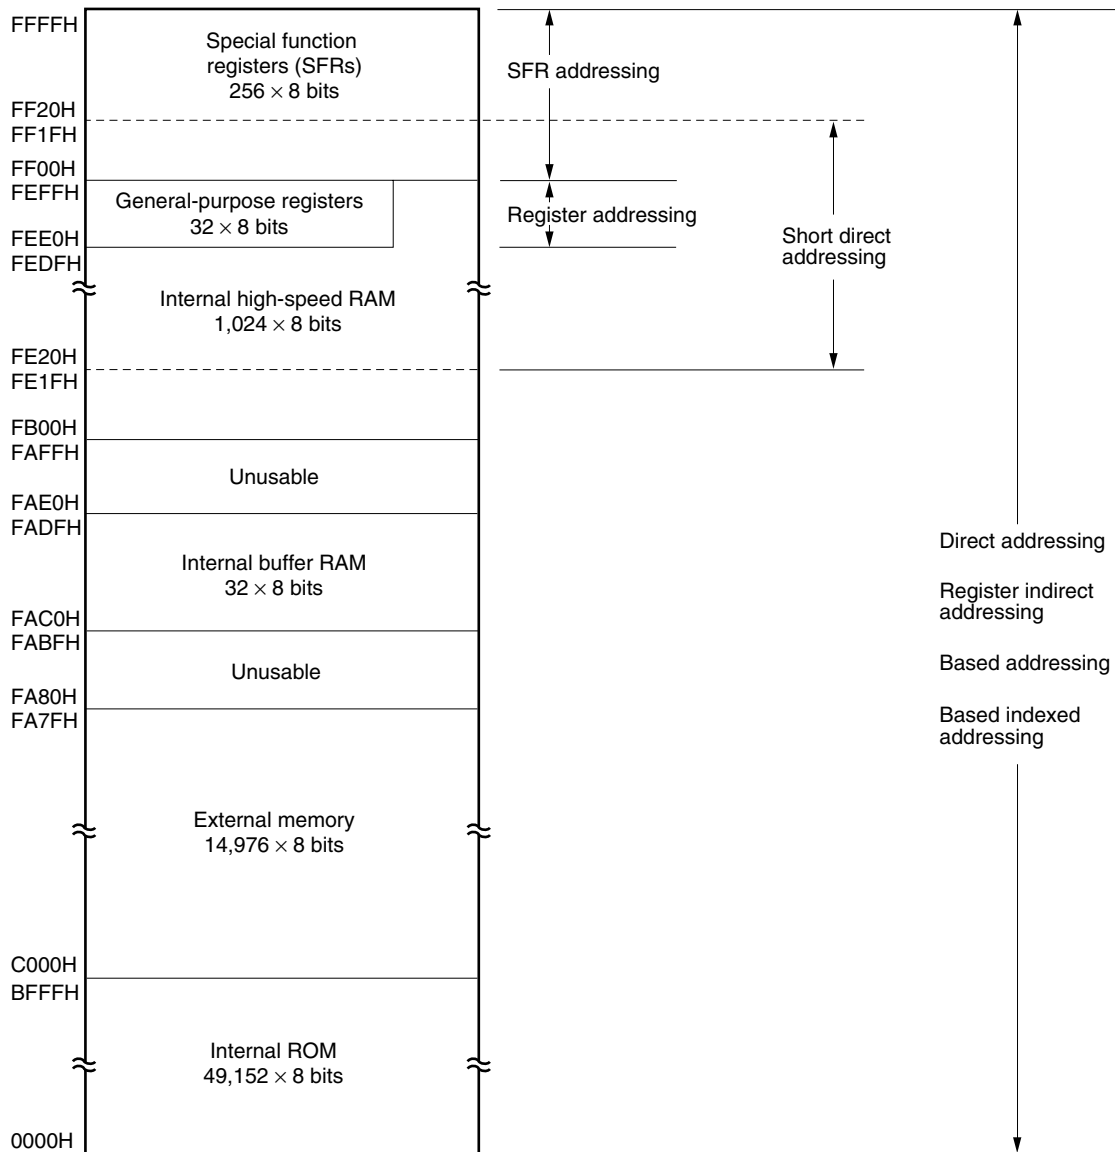 FFFFH
Special function
registers (SFRs)
256 × 8 bits
SFR addressing
FF20H
FF1FH
FF00H
FEFFH
General-purpose registers
32 × 8 bits
Register addressing
Short direct
addressing
FEE0H
FEDFH
Internal high-speed RAM
1,024 × 8 bits
FE20H
FE1FH
FB00H
FAFFH
Unusable
FAE0H
FADFH
Internal buffer RAM
32 × 8 bits
Direct addressing
Register indirect
addressing
Based addressing
Based indexed
addressing
FAC0H
FABFH
Unusable
FA80H
FA7FH
External memory
14,976 × 8 bits
C000H
BFFFH
Internal ROM
49,152 × 8 bits
0000H